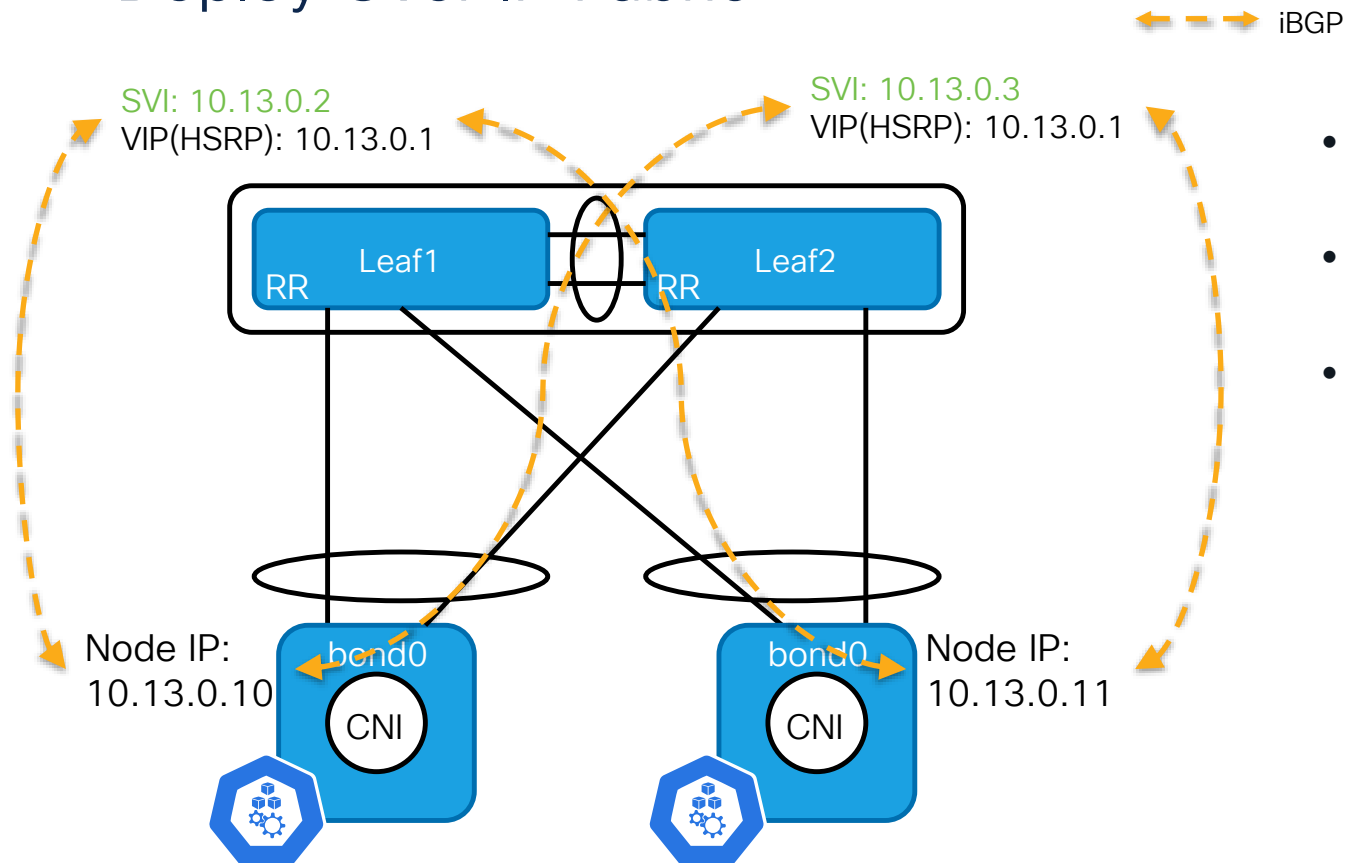 iBGP
SVI: 10.13.0.2
VIP(HSRP): 10.13.0.1
SVI: 10.13.0.3
VIP(HSRP): 10.13.0.1
Leaf1
RR
Leaf2
RR
Node IP:
10.13.0.10
bond0
CNI
bond0
CNI
Node IP:
10.13.0.11